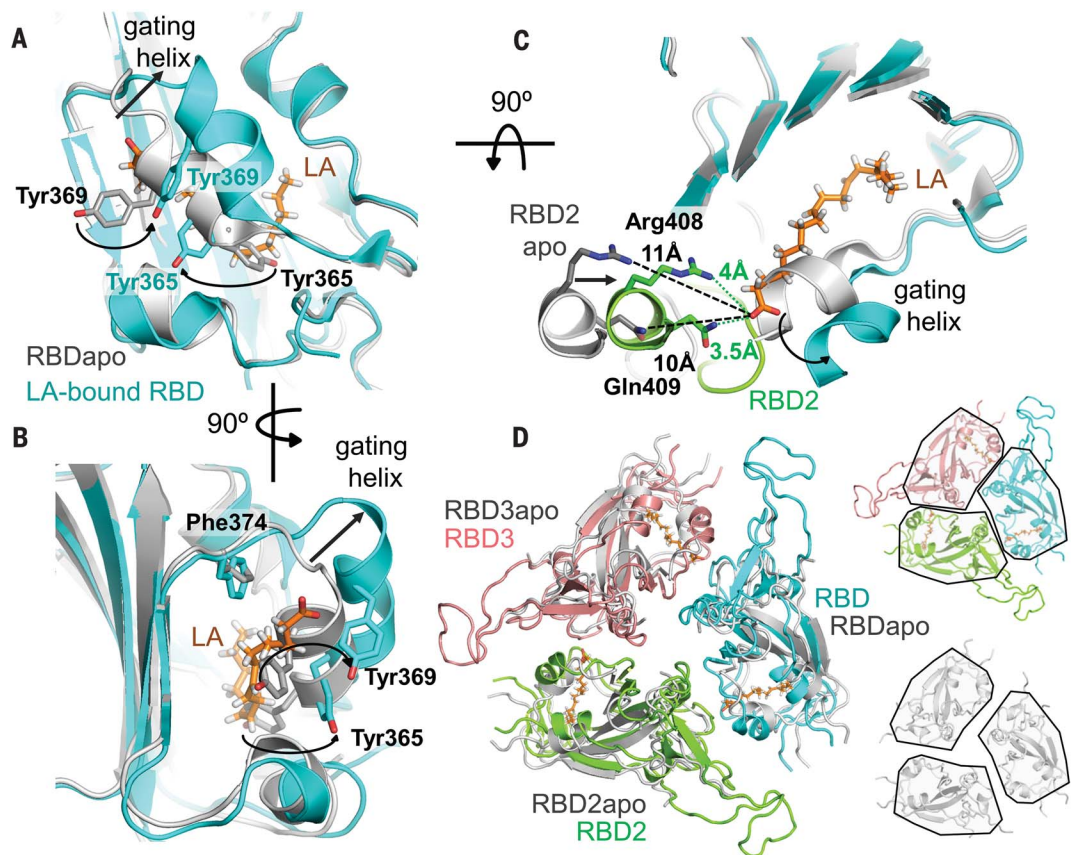 A
gating
helix
LA
Tyr369
Tyr369
Tyr365
Tyr365
RBDapo
LA-bound RBD
90º
B
gating
helix
Phe374
LA
Tyr369
Tyr365
90º
C
LA
RBD2
apo
Arg408
11Å
4Å
gating
helix
10Å
3.5Å
Gln409
RBD2
D
RBD3apo
RBD3
RBD
RBDapo
RBD2apo
RBD2